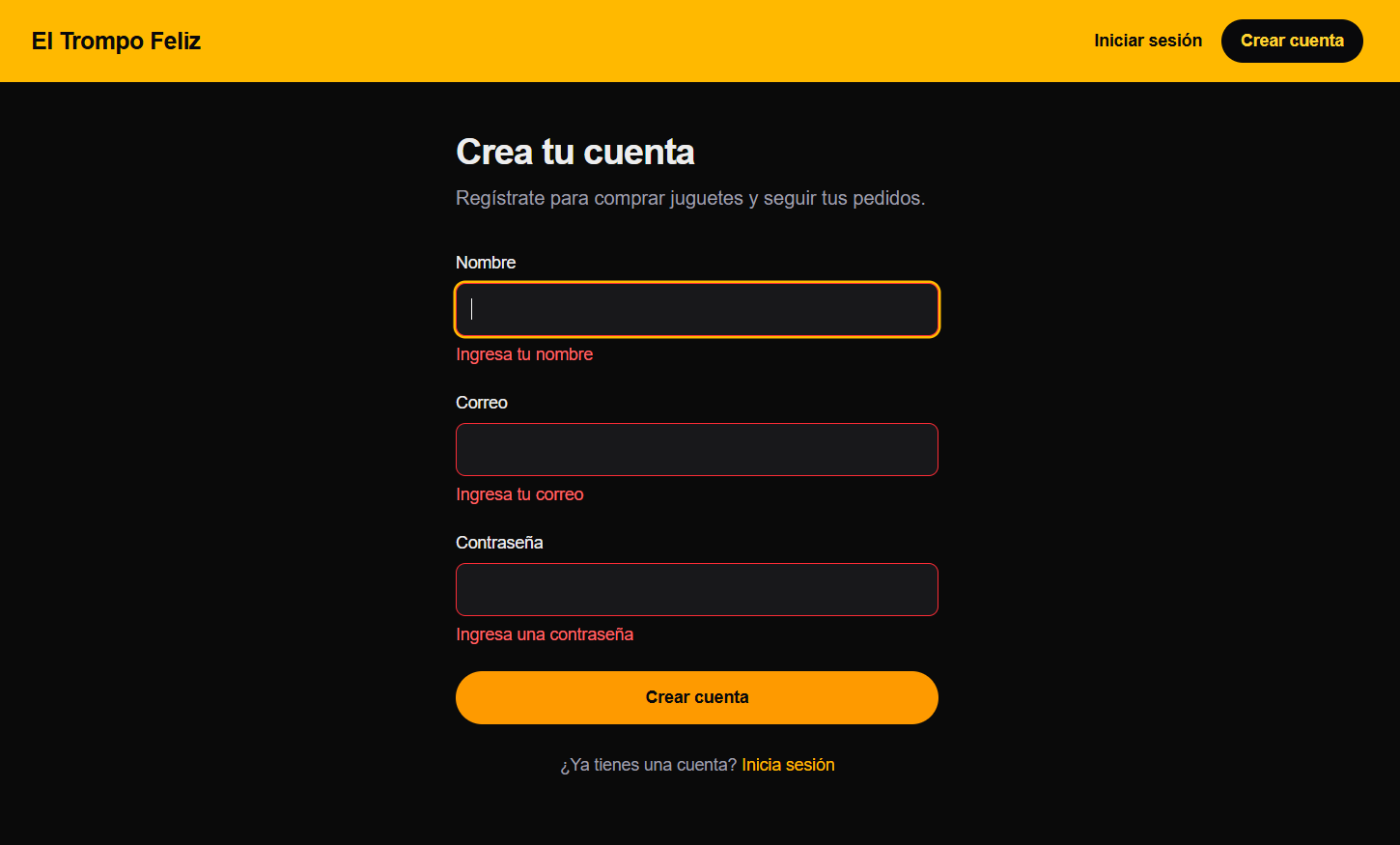 El Trompo Feliz
Iniciar sesión
Crear cuenta
Crea tu cuenta
Regístrate para comprar juguetes y seguir tus pedidos.
Nombre
Ingresa tu nombre
Correo
Ingresa tu correo
Contraseña
Ingresa una contraseña
Crear cuenta
¿Ya tienes una cuenta? Inicia sesión